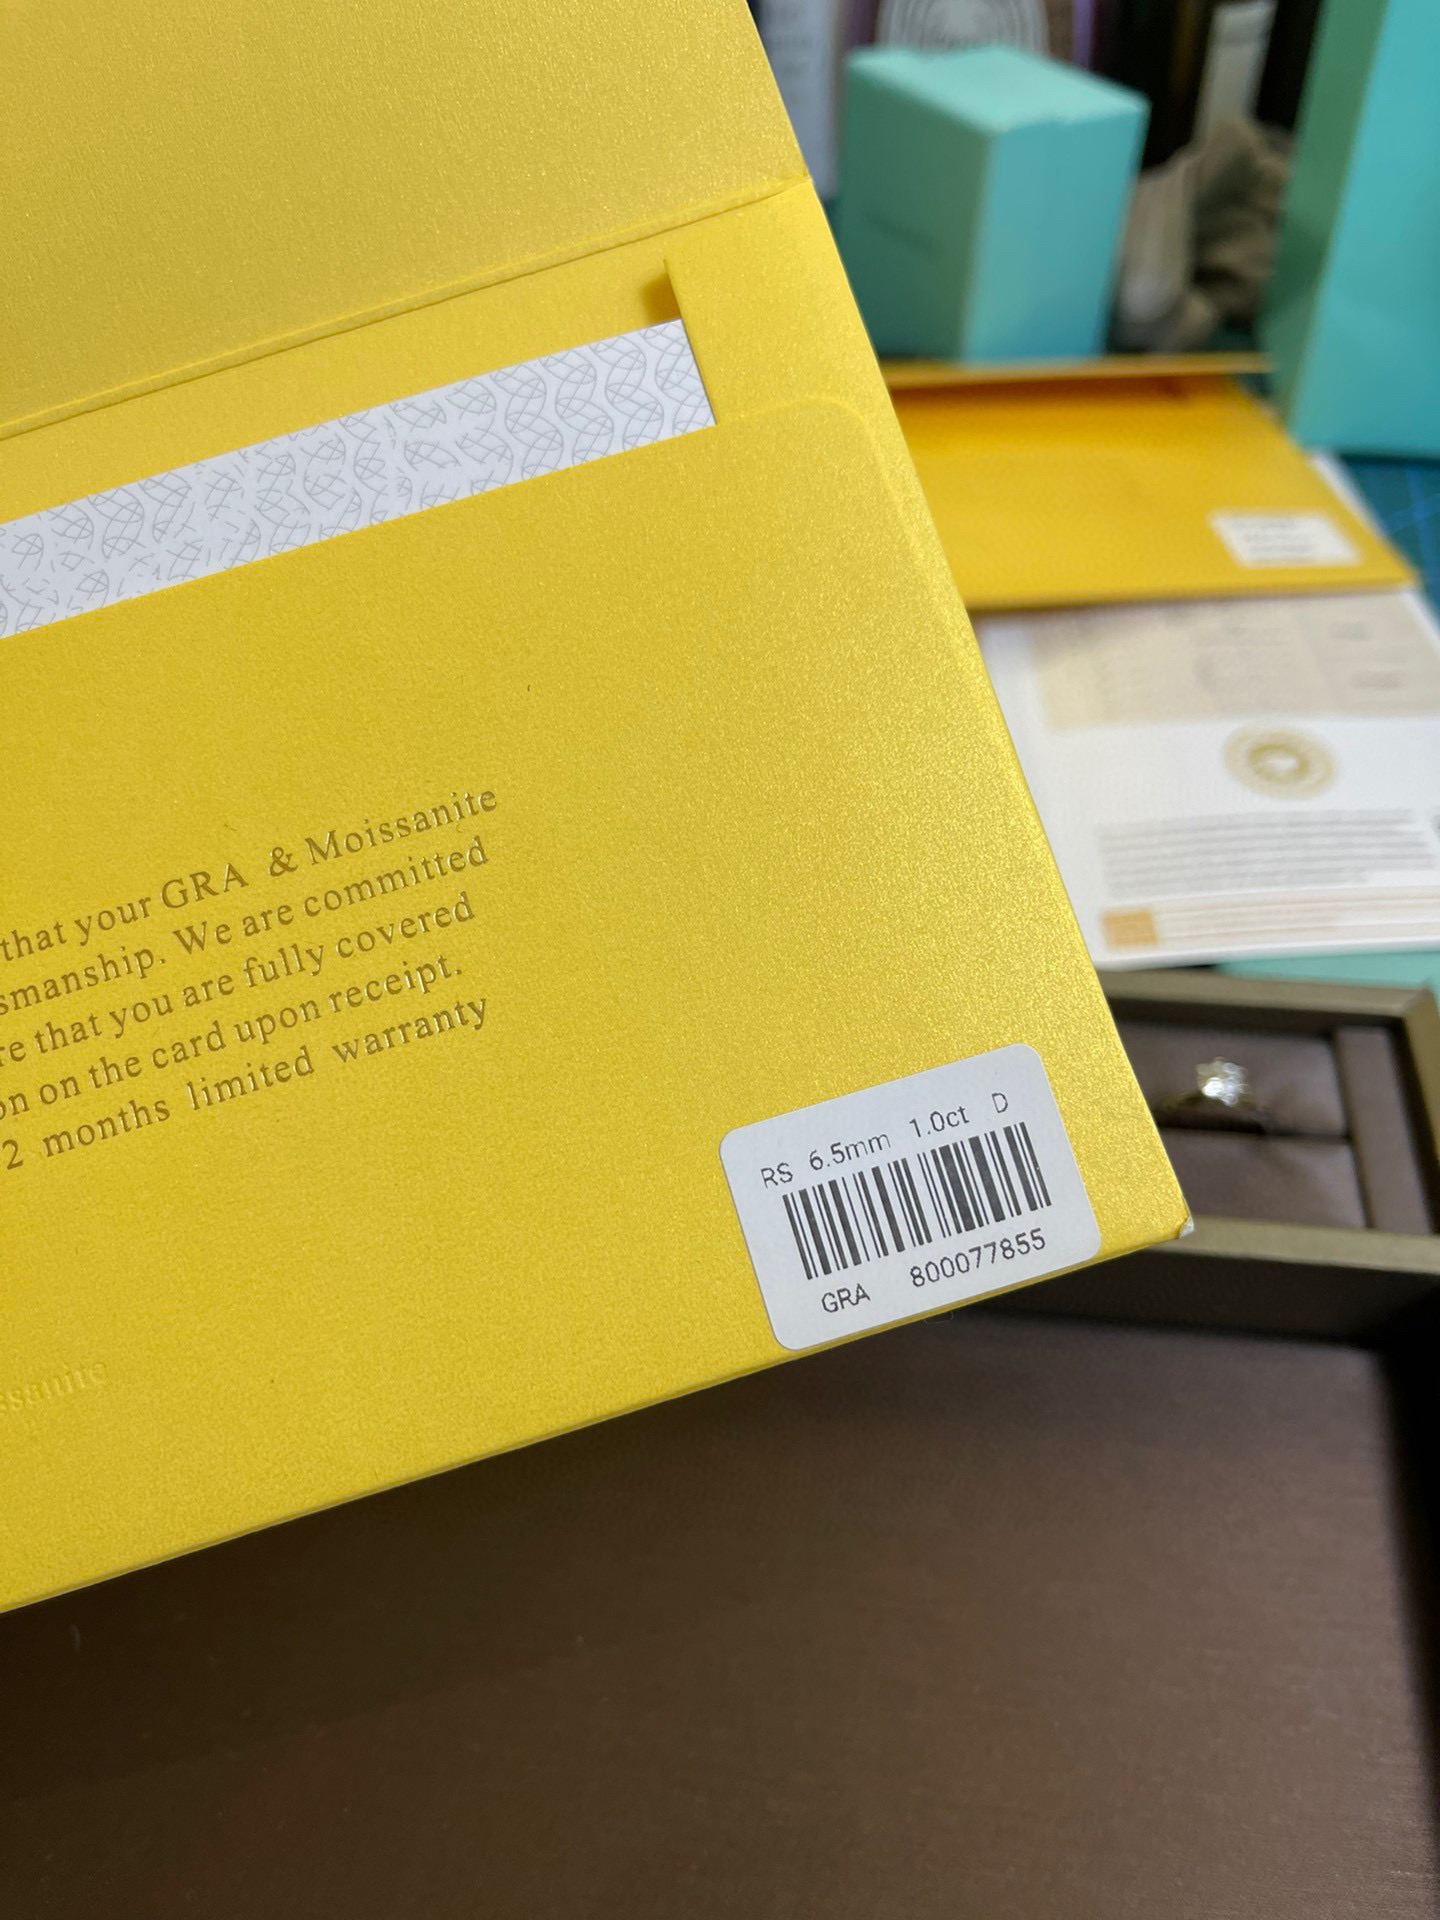 that your GRA & Moissanite
smanship. We are committed
re that you are fully covered
on on the card upon receipt.
2 months limited warranty
RS 6.5mm 1.0ct D
GRA 800077855
ssanite